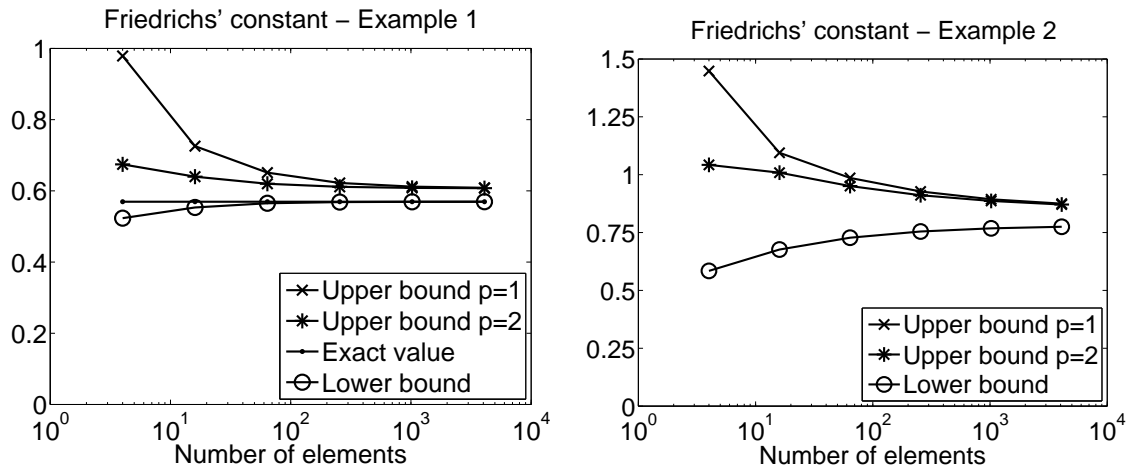 Friedrichs' constant – Example 1
1
0.8
0.6
0.4
0.2
0
10^0
10^1
10^2
10^3
10^4
Number of elements
Upper bound p=1
Upper bound p=2
Exact value
Lower bound
Friedrichs' constant – Example 2
1.5
1.25
1
0.75
0.5
0.25
0
10^0
10^1
10^2
10^3
10^4
Number of elements
Upper bound p=1
Upper bound p=2
Lower bound